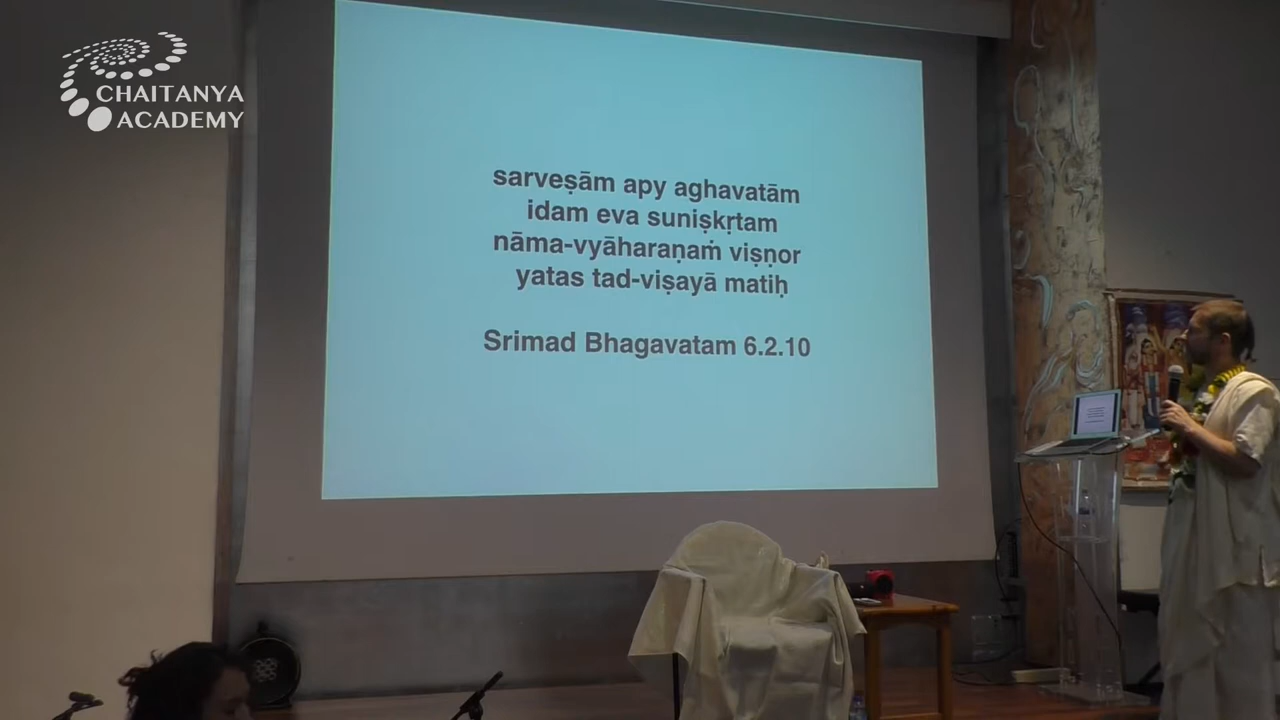 CHAITANYA
ACADEMY
sarveṣām apy aghavatām
idam eva suniṣkṛtam
nāma-vyāharaṇaṁ viṣṇor
yatas tad-viṣayā matiḥ
Srimad Bhagavatam 6.2.10